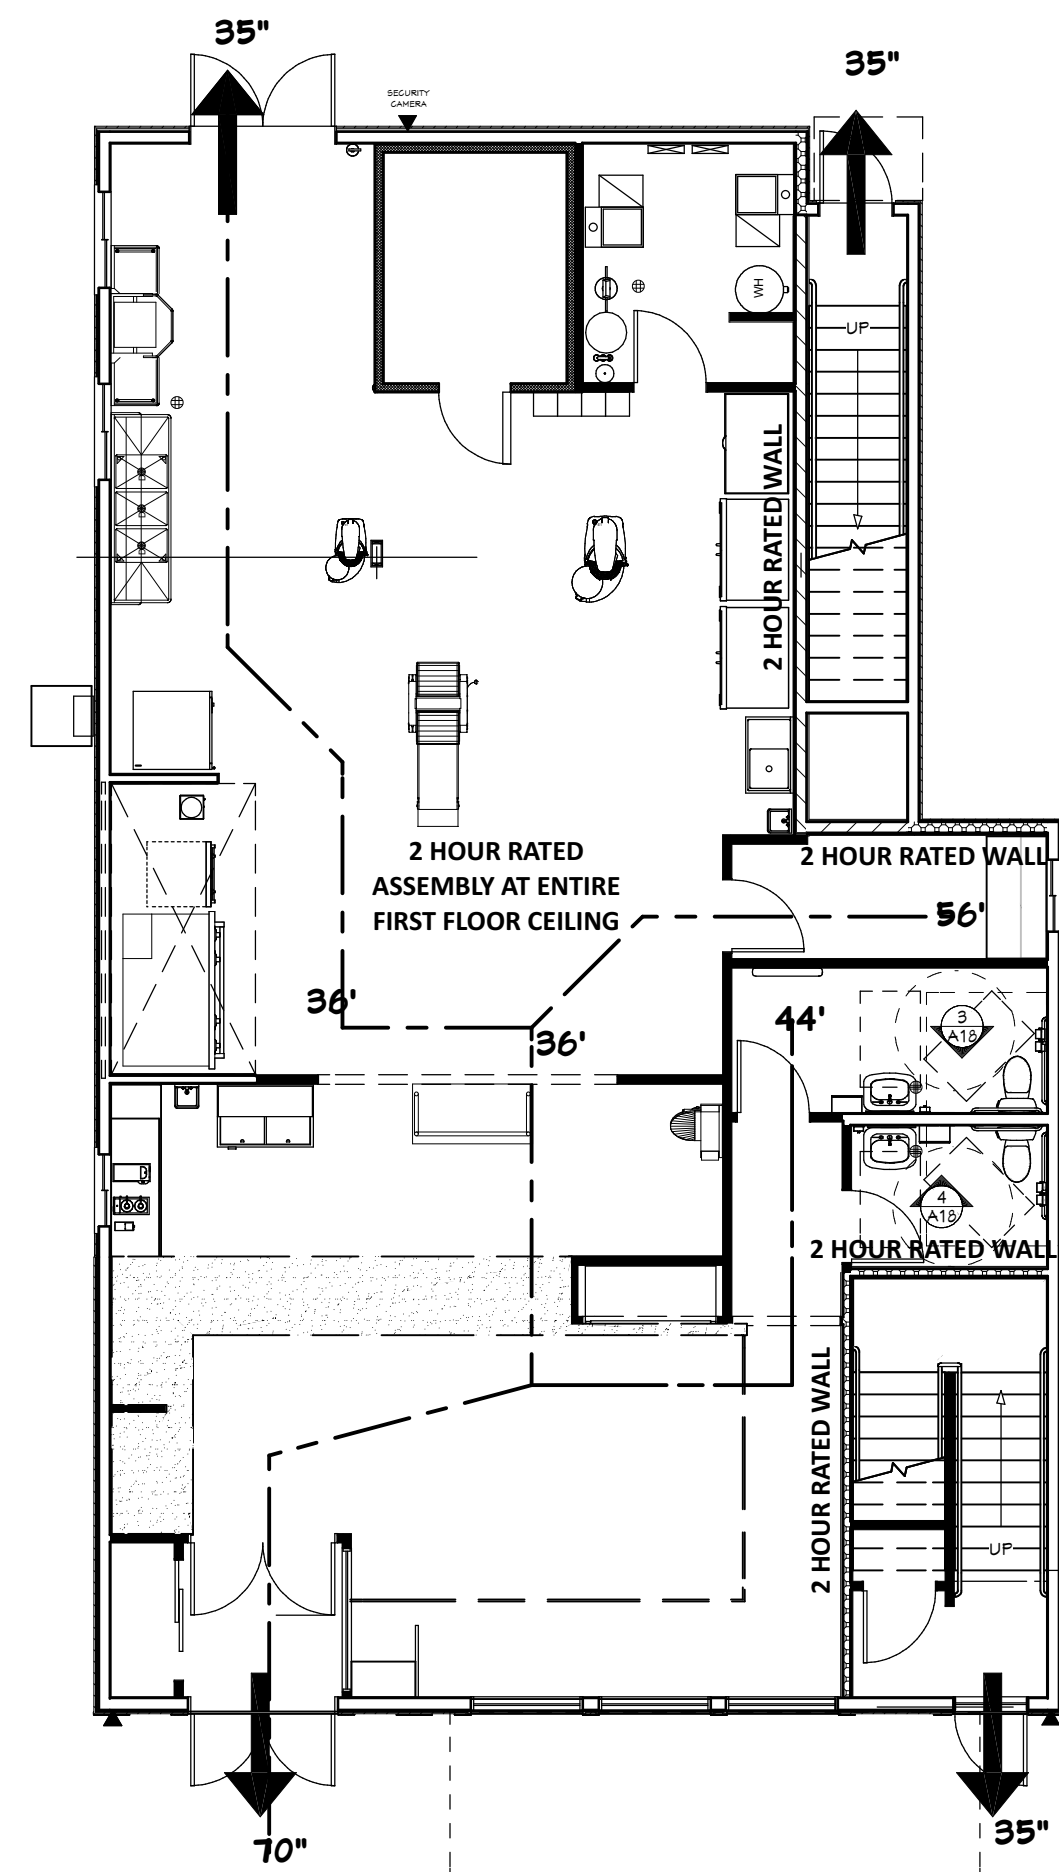 35"
35"
SECURITY
CAMERA
WH
UP
2 HOUR RATED WALL
2 HOUR RATED
ASSEMBLY AT ENTIRE
FIRST FLOOR CEILING
2 HOUR RATED WALL
56'
36'
36'
44'
3
A18
4
A18
2 HOUR RATED WALL
2 HOUR RATED WALL
UP
70"
35"